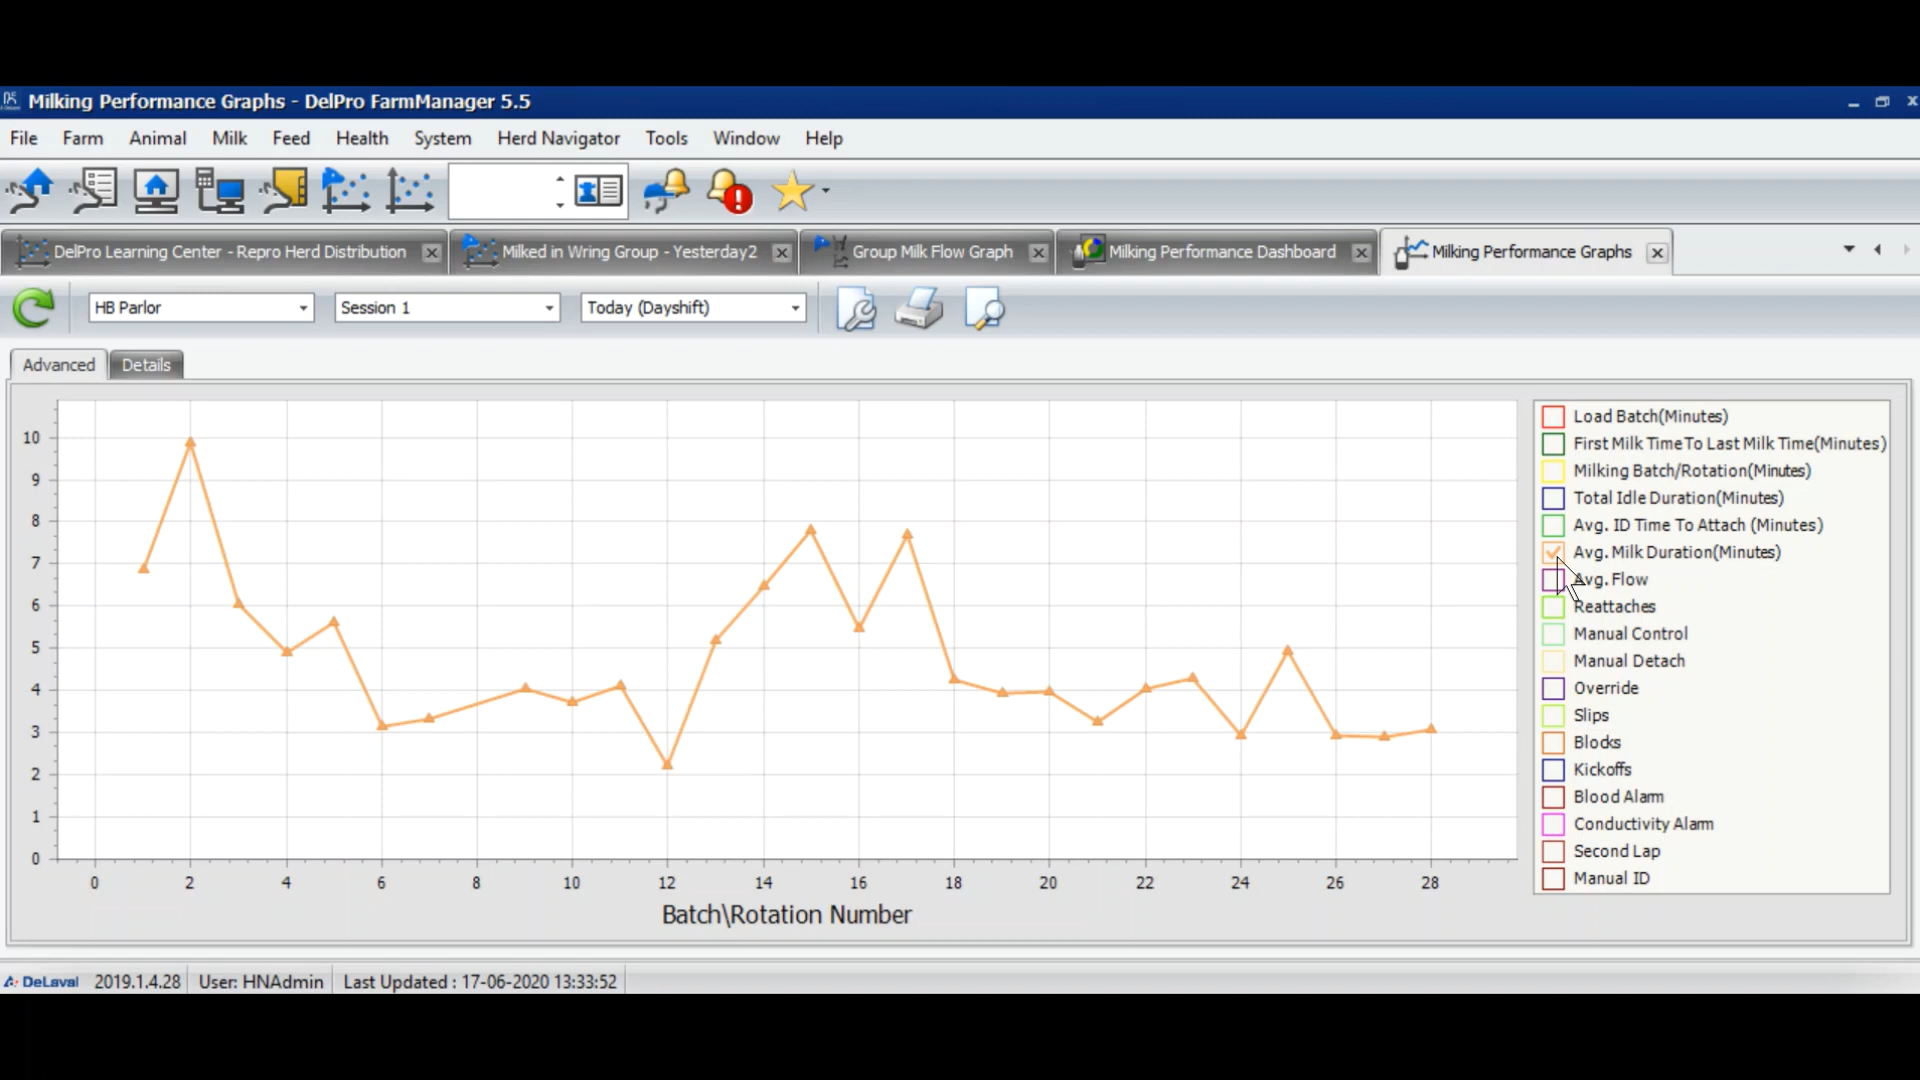 Milking Performance Graphs - DelPro FarmManager 5.5
File Farm Animal Milk Feed Health System Herd Navigator Tools Window Help
DelPro Learning Center - Repro Herd Distribution Milked in Wring Group - Yesterday2 Group Milk Flow Graph Milking Performance Dashboard Milking Performance Graphs
HB Parlor Session 1 Today (Dayshift)
Advanced Details
10
9
8
7
6
5
4
3
2
1
0
0 2 4 6 8 10 12 14 16 18 20 22 24 26 28
Batch\Rotation Number
Load Batch(Minutes)
First Milk Time To Last Milk Time(Minutes)
Milking Batch/Rotation(Minutes)
Total Idle Duration(Minutes)
Avg. ID Time To Attach (Minutes)
Avg. Milk Duration(Minutes)
Avg. Flow
Reattaches
Manual Control
Manual Detach
Override
Slips
Blocks
Kickoffs
Blood Alarm
Conductivity Alarm
Second Lap
Manual ID
DeLaval 2019.1.4.28 User: HNAdmin Last Updated : 17-06-2020 13:33:52